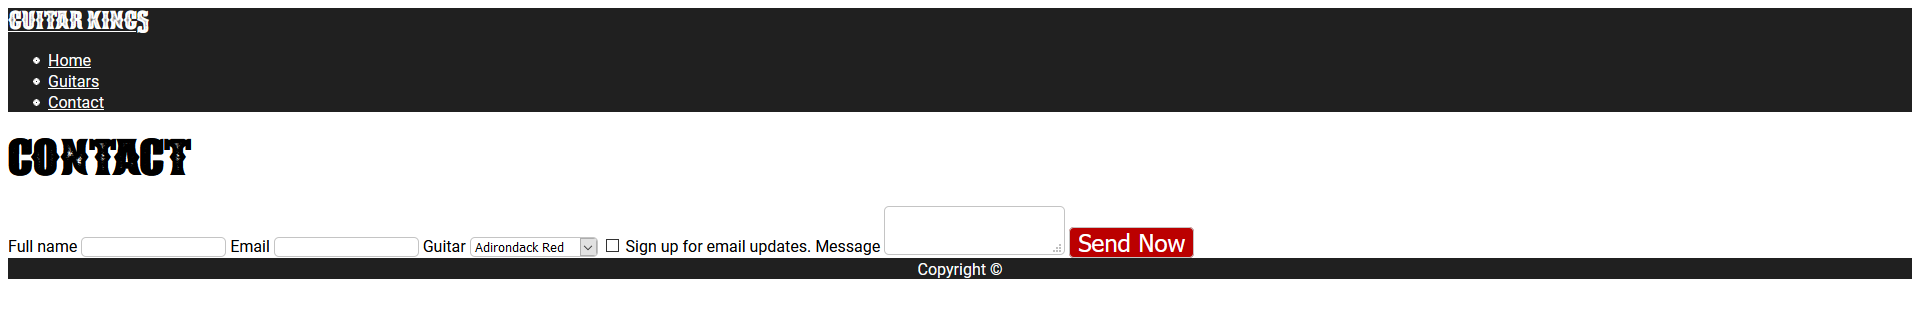 GUITAR KINGS
Home
Guitars
Contact
CONTACT
Full name Email Guitar Adirondack Red Sign up for email updates. Message Send Now
Copyright ©